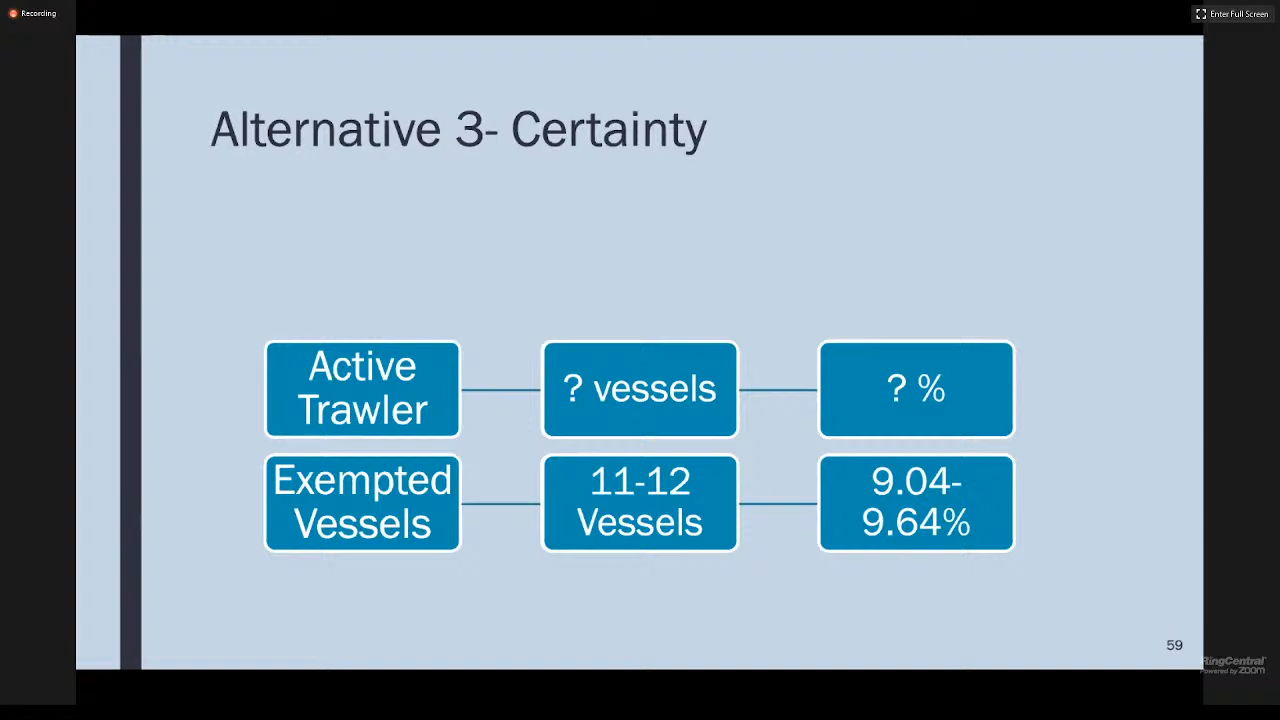 Recording
Enter Full Screen
Alternative 3- Certainty
Active
Trawler
? vessels
? %
Exempted
Vessels
11-12
Vessels
9.04-
9.64%
59
RingCentral
Powered by zoom